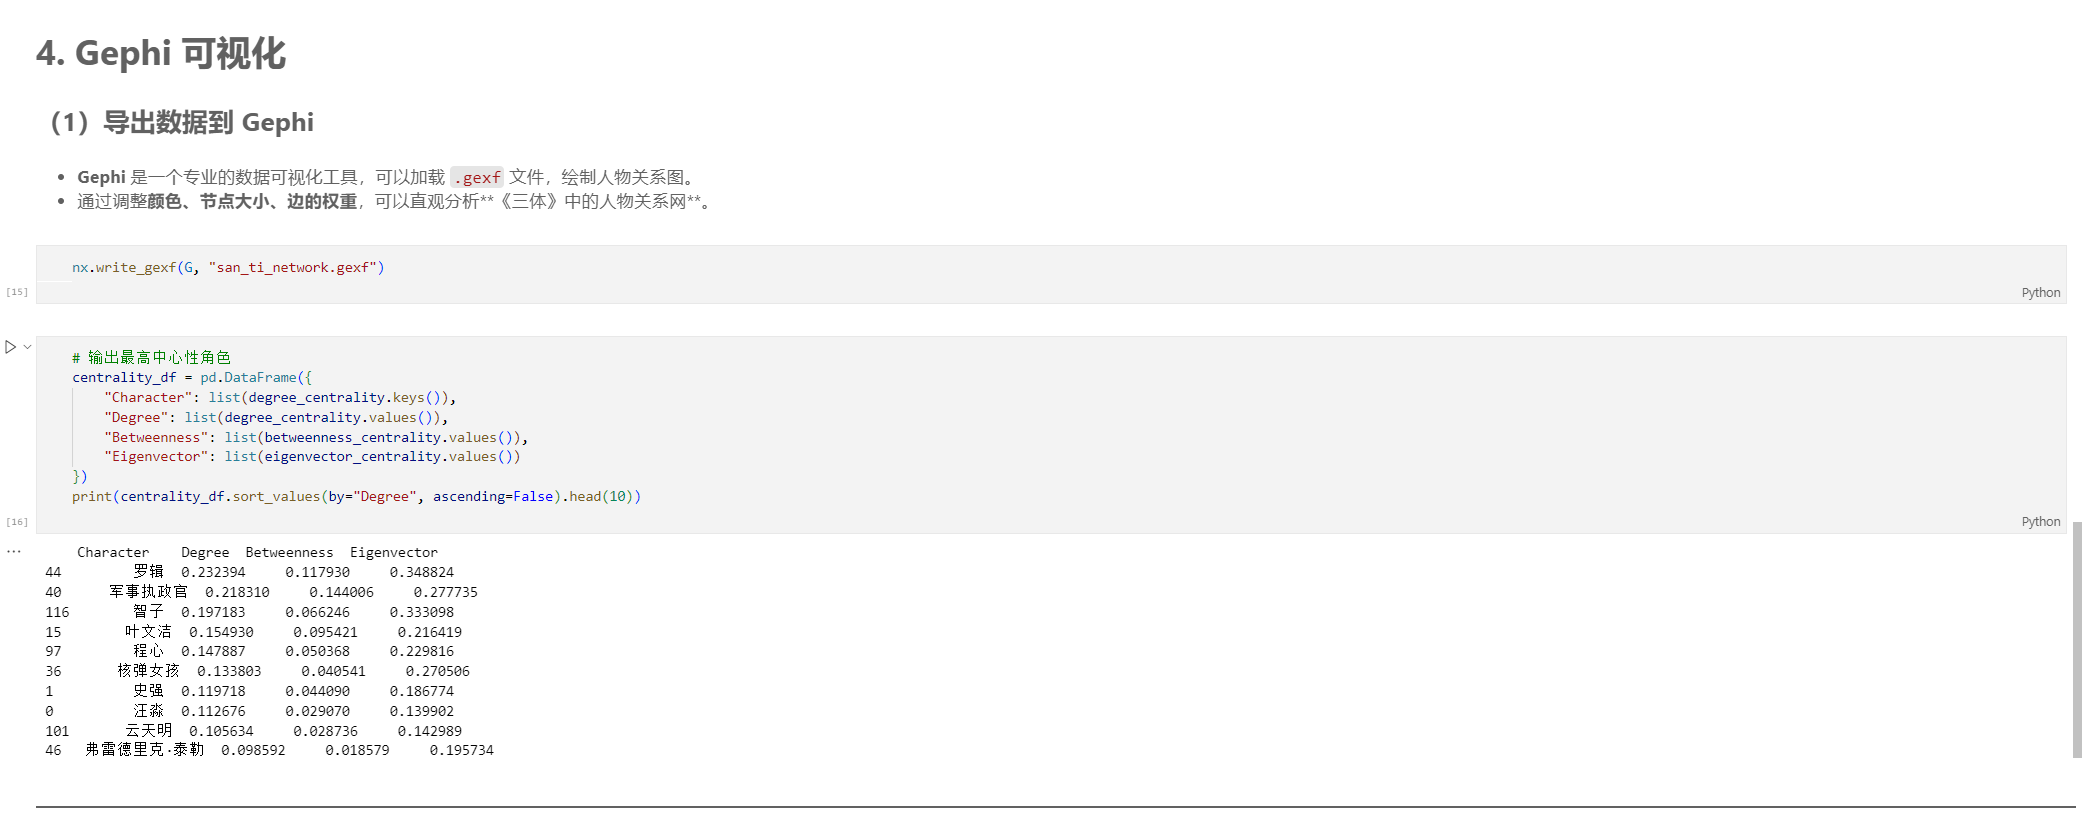 4. Gephi 可视化
（1）导出数据到 Gephi
• Gephi 是一个专业的数据可视化工具，可以加载 .gexf 文件，绘制人物关系图。
• 通过调整颜色、节点大小、边的权重，可以直观分析**《三体》中的人物关系网**。
nx.write_gexf(G, "san_ti_network.gexf")
[15]
Python
# 输出最高中心性角色
centrality_df = pd.DataFrame({
    "Character": list(degree_centrality.keys()),
    "Degree": list(degree_centrality.values()),
    "Betweenness": list(betweenness_centrality.values()),
    "Eigenvector": list(eigenvector_centrality.values())
})
print(centrality_df.sort_values(by="Degree", ascending=False).head(10))
[16]
Python
...
    Character    Degree  Betweenness  Eigenvector
44         罗辑  0.232394     0.117930     0.348824
40      军事执政官  0.218310     0.144006     0.277735
116        智子  0.197183     0.066246     0.333098
15        叶文洁  0.154930     0.095421     0.216419
97         程心  0.147887     0.050368     0.229816
36       核弹女孩  0.133803     0.040541     0.270506
1          史强  0.119718     0.044090     0.186774
0          汪淼  0.112676     0.029070     0.139902
101       云天明  0.105634     0.028736     0.142989
46   弗雷德里克·泰勒  0.098592     0.018579     0.195734